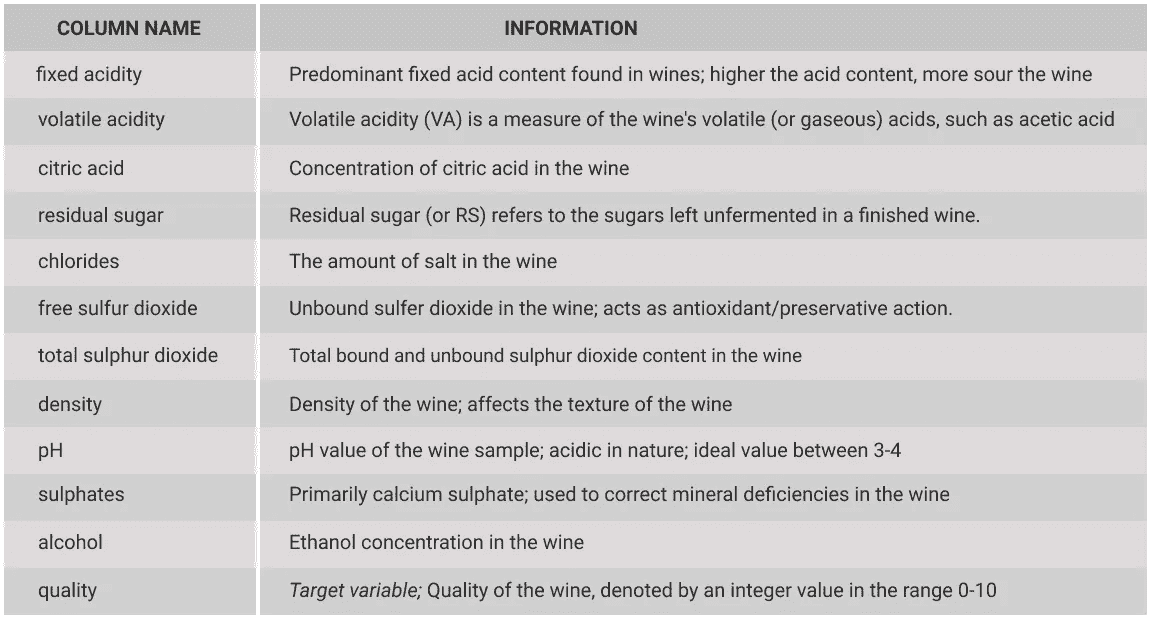 COLUMN NAME INFORMATION
fixed acidity Predominant fixed acid content found in wines; higher the acid content, more sour the wine
volatile acidity Volatile acidity (VA) is a measure of the wine's volatile (or gaseous) acids, such as acetic acid
citric acid Concentration of citric acid in the wine
residual sugar Residual sugar (or RS) refers to the sugars left unfermented in a finished wine.
chlorides The amount of salt in the wine
free sulfur dioxide Unbound sulfer dioxide in the wine; acts as antioxidant/preservative action.
total sulphur dioxide Total bound and unbound sulphur dioxide content in the wine
density Density of the wine; affects the texture of the wine
pH pH value of the wine sample; acidic in nature; ideal value between 3-4
sulphates Primarily calcium sulphate; used to correct mineral deficiencies in the wine
alcohol Ethanol concentration in the wine
quality Target variable; Quality of the wine, denoted by an integer value in the range 0-10